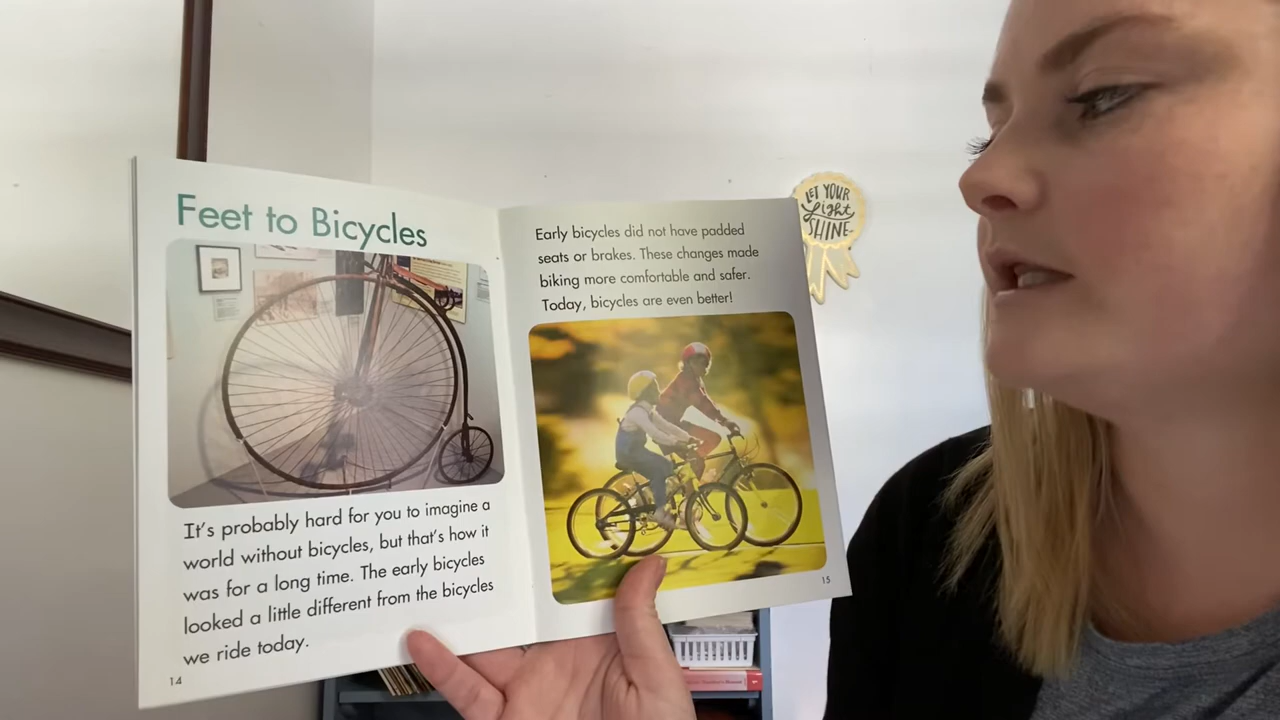 Feet to Bicycles
It's probably hard for you to imagine a
world without bicycles, but that's how it
was for a long time. The early bicycles
looked a little different from the bicycles
we ride today.
14
Early bicycles did not have padded
seats or brakes. These changes made
biking more comfortable and safer.
Today, bicycles are even better!
15
LET YOUR
light
SHINE